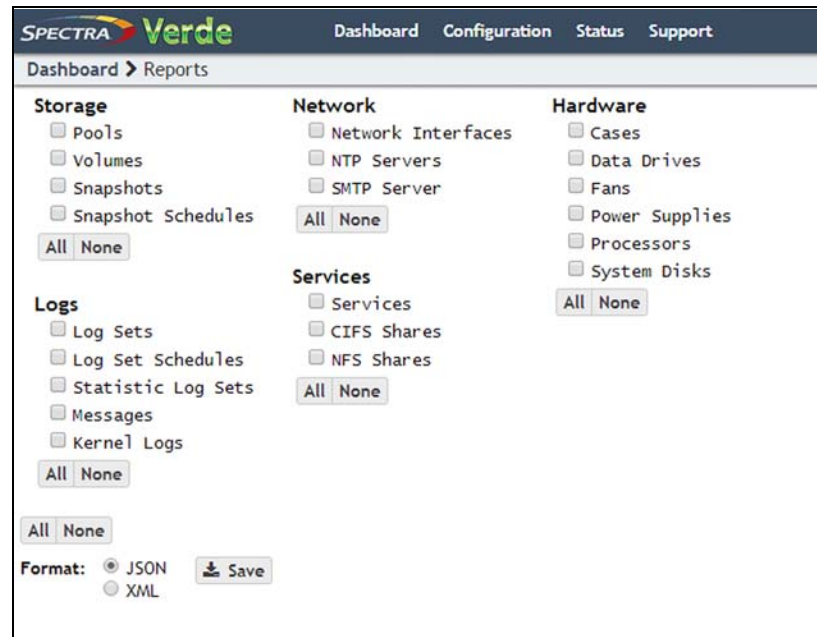 SPECTRA Verde
Dashboard Configuration Status Support
Dashboard > Reports
Storage
Pools
Volumes
Snapshots
Snapshot Schedules
All None
Logs
Log Sets
Log Set Schedules
Statistic Log Sets
Messages
Kernel Logs
All None
Network
Network Interfaces
NTP Servers
SMTP Server
All None
Services
Services
CIFS Shares
NFS Shares
All None
Hardware
Cases
Data Drives
Fans
Power Supplies
Processors
System Disks
All None
All None
Format: JSON
XML
Save